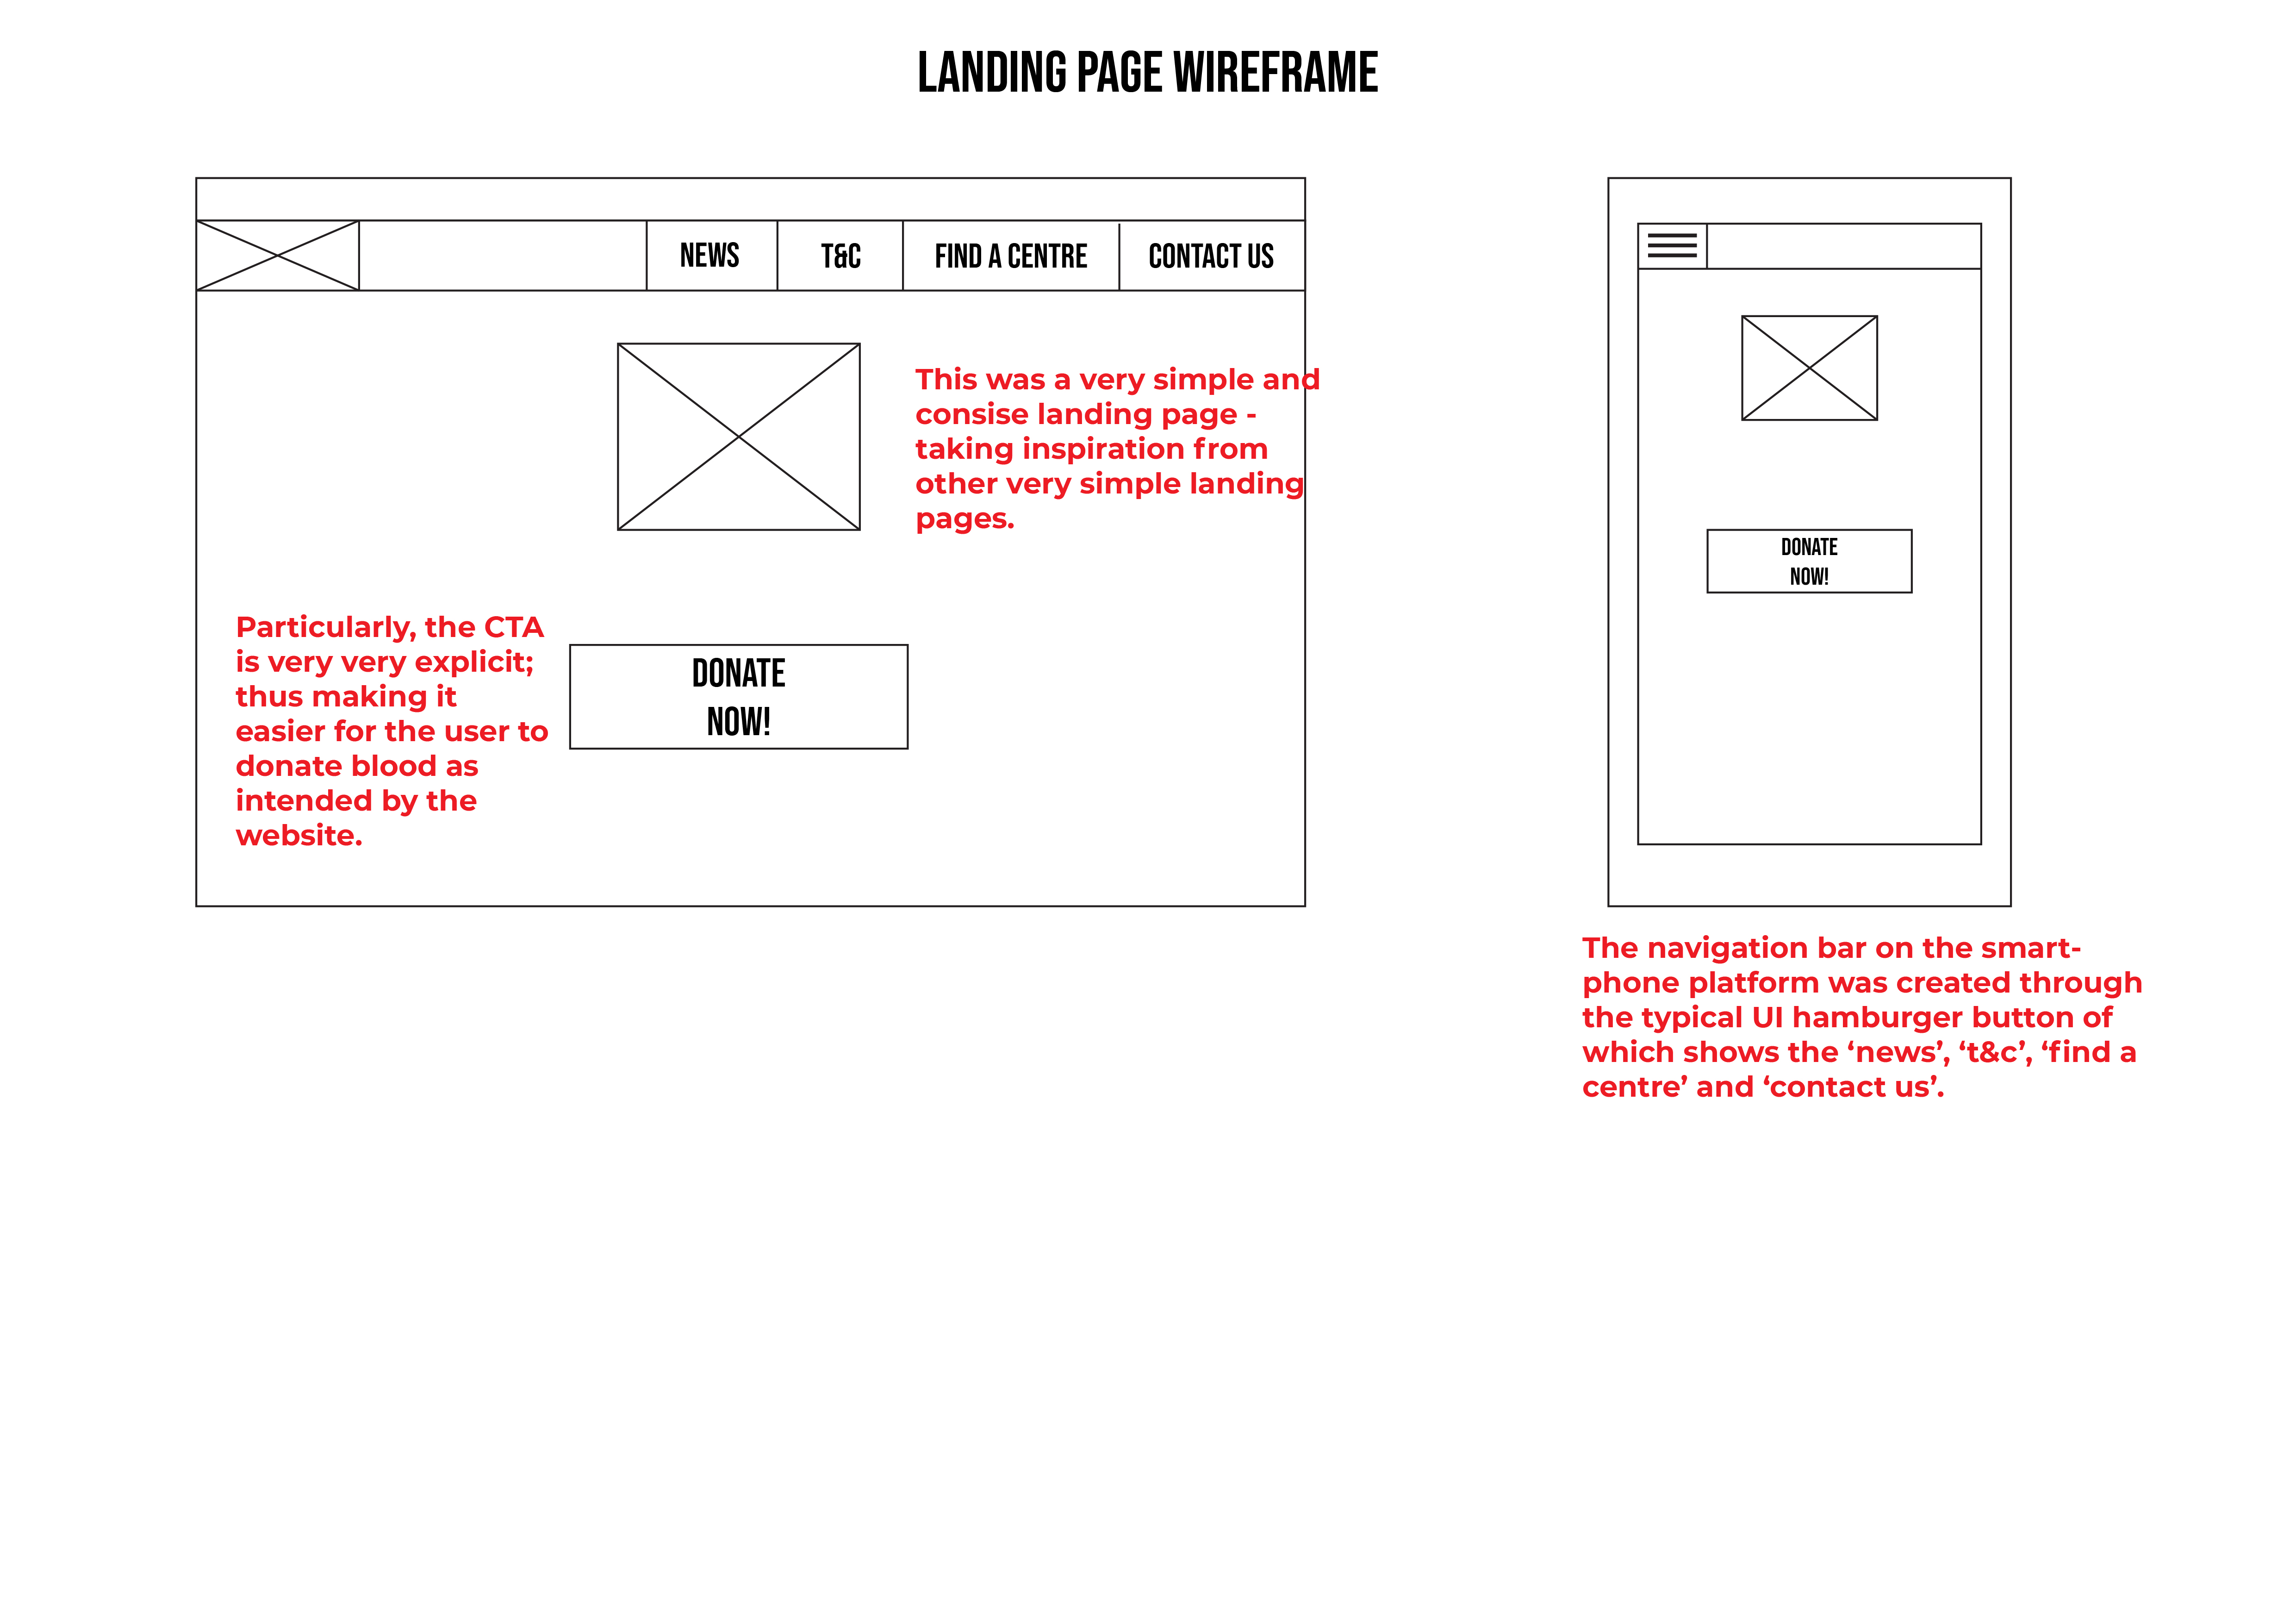 LANDING PAGE WIREFRAME
NEWS
T&C
FIND A CENTRE
CONTACT US
This was a very simple and
consise landing page -
taking inspiration from
other very simple landing
pages.
Particularly, the CTA
is very very explicit;
thus making it
easier for the user to
donate blood as
intended by the
website.
DONATE
NOW!
DONATE
NOW!
The navigation bar on the smart-
phone platform was created through
the typical UI hamburger button of
which shows the ‘news’, ‘t&c’, ‘find a
centre’ and ‘contact us’.